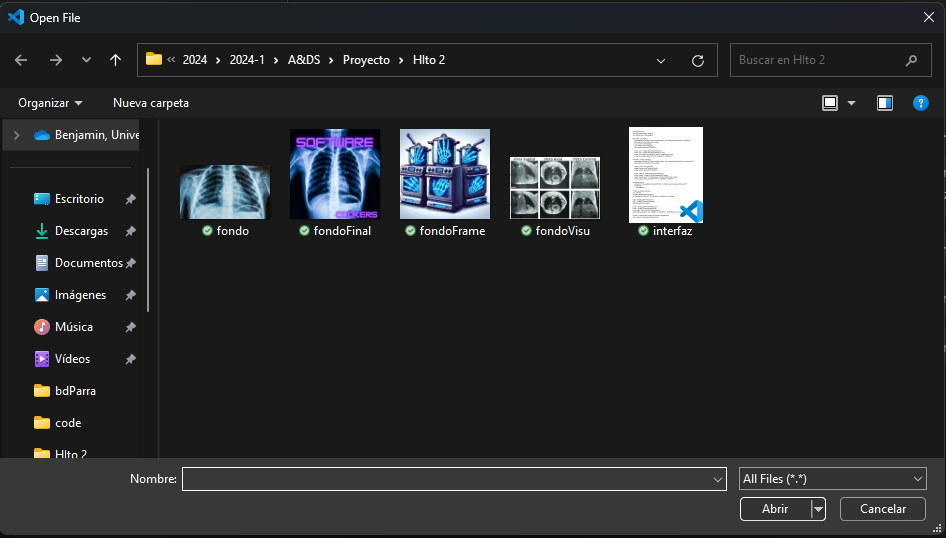 Open File
« 2024 > 2024-1 > A&DS > Proyecto > HIto 2
Buscar en HIto 2
Organizar
Nueva carpeta
?
Benjamin, Unive
Escritorio
Descargas
Documentos
Imágenes
Música
Vídeos
bdParra
code
HIto 2
SOFTWARE
fondo
fondoFinal
fondoFrame
fondoVisu
interfaz
Nombre:
All Files (*.*)
Abrir
Cancelar